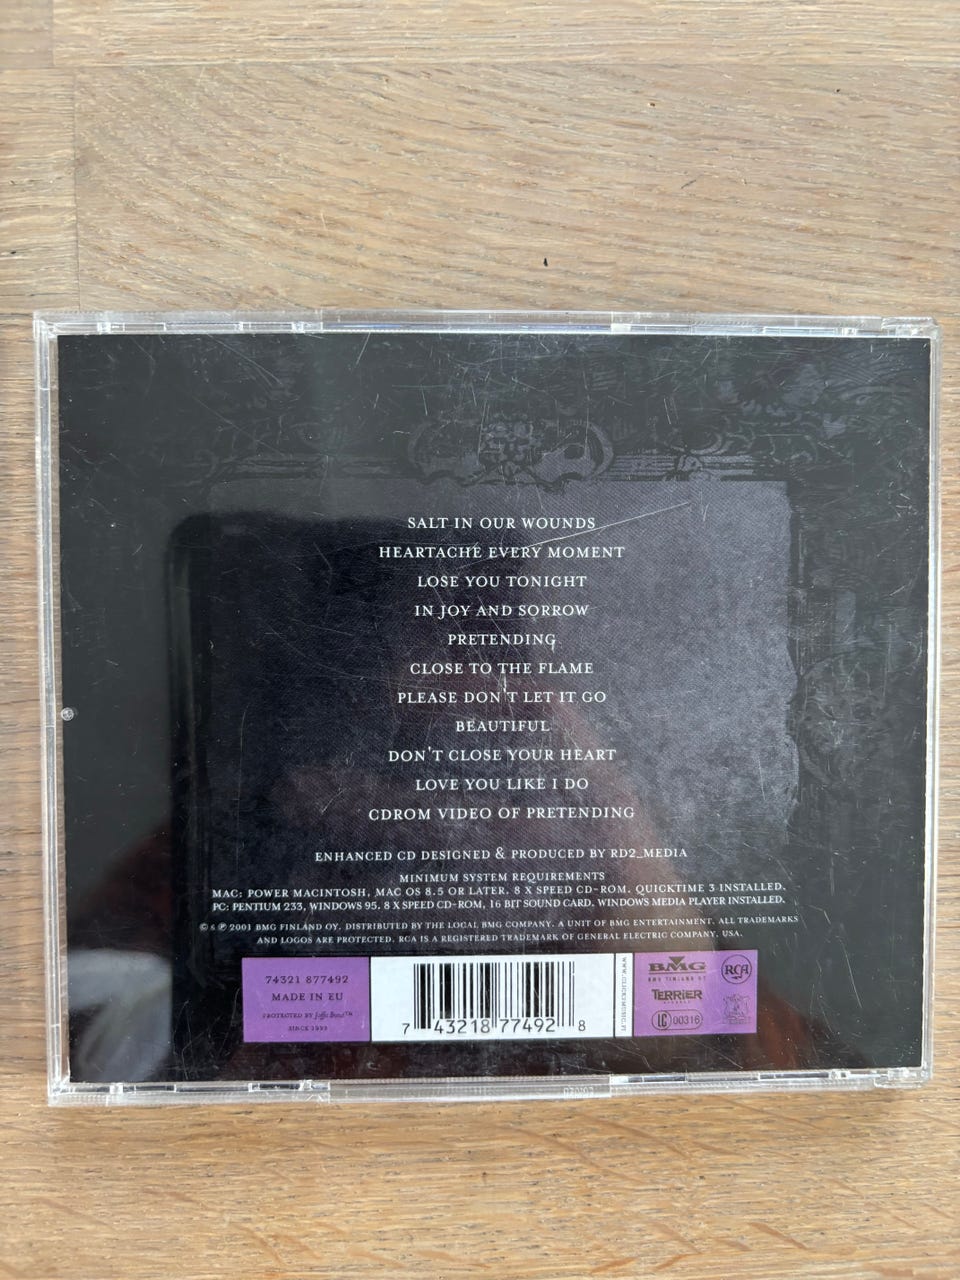 SALT IN OUR WOUNDS
HEARTACHE EVERY MOMENT
LOSE YOU TONIGHT
IN JOY AND SORROW
PRETENDING
CLOSE TO THE FLAME
PLEASE DON'T LET IT GO
BEAUTIFUL
DON'T CLOSE YOUR HEART
LOVE YOU LIKE I DO
CDROM VIDEO OF PRETENDING
ENHANCED CD DESIGNED & PRODUCED BY RD2_MEDIA
MINIMUM SYSTEM REQUIREMENTS
MAC: POWER MACINTOSH, MAC OS 8.5 OR LATER. 8 X SPEED CD-ROM. QUICKTIME 3 INSTALLED.
PC: PENTIUM 233, WINDOWS 95. 8 X SPEED CD-ROM, 16 BIT SOUND CARD, WINDOWS MEDIA PLAYER INSTALLED.
© & ℗ 2001 BMG FINLAND OY. DISTRIBUTED BY THE LOCAL BMG COMPANY. A UNIT OF BMG ENTERTAINMENT. ALL TRADEMARKS
AND LOGOS ARE PROTECTED. RCA IS A REGISTERED TRADEMARK OF GENERAL ELECTRIC COMPANY, USA.
74321 877492
MADE IN EU
PROTECTED BY Jaffa Bond™
SINCE 1999
7 43218 77492 8
BMG
BMG FINLAND OY
RCA
TERRIER
LC 00316